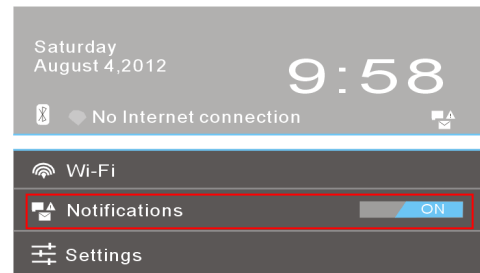 Saturday
August 4,2012
9:58
No Internet connection
Wi-Fi
Notifications
ON
Settings